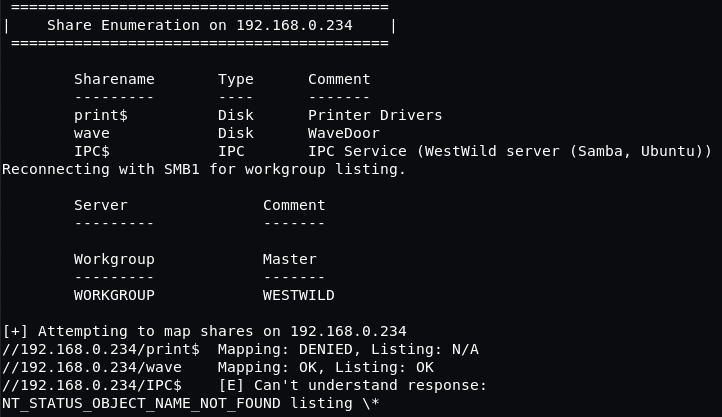 ==========================================
|    Share Enumeration on 192.168.0.234    |
==========================================
Sharename       Type      Comment
---------       ----      -------
print$          Disk      Printer Drivers
wave            Disk      WaveDoor
IPC$            IPC       IPC Service (WestWild server (Samba, Ubuntu))
Reconnecting with SMB1 for workgroup listing.
Server               Comment
---------            -------
Workgroup            Master
---------            -------
WORKGROUP            WESTWILD
[+] Attempting to map shares on 192.168.0.234
//192.168.0.234/print$  Mapping: DENIED, Listing: N/A
//192.168.0.234/wave    Mapping: OK, Listing: OK
//192.168.0.234/IPC$    [E] Can't understand response:
NT_STATUS_OBJECT_NAME_NOT_FOUND listing \*